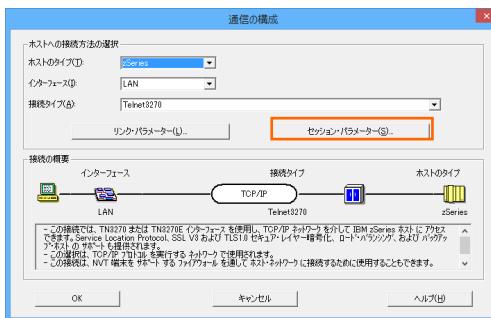 通信の構成
ホストへの接続方法の選択
ホストのタイプ(T):
zSeries
インターフェース(I):
LAN
接続タイプ(A):
Telnet3270
リンク・パラメーター(L)...
セッション・パラメーター(S)...
接続の概要
インターフェース 接続タイプ ホストのタイプ
TCP/IP
LAN Telnet3270 zSeries
- この接続では、TN3270 または TN3270E インターフェース を使用し、TCP/IP ネットワーク を介して IBM zSeries ホスト に アクセス
できます。Service Location Protocol、SSL V3 および TLS1.0 セキュア・レイヤー暗号化、ロード・バランシング、および バックアッ
プ・ホスト の サポート も提供されます。
- この選択は、TCP/IP プロトコル を実行する ネットワーク で使用されます。
- この接続は、NVT 端末を サポート する ファイアウォール を通して ホスト・ネットワーク に接続するために使用することもできます。
OK
キャンセル
ヘルプ(H)